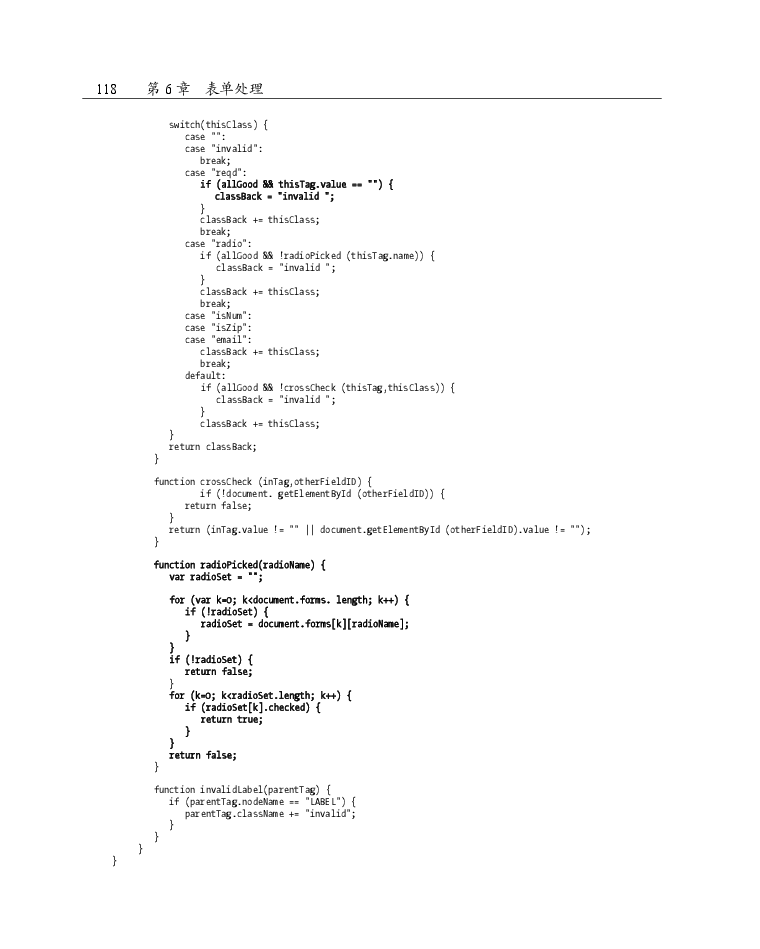 118 第 6 章 表单处理
switch(thisClass) {
case "":
case "invalid":
break;
case "reqd":
if (allGood && thisTag.value == "") {
classBack = "invalid ";
}
classBack += thisClass;
break;
case "radio":
if (allGood && !radioPicked (thisTag.name)) {
classBack = "invalid ";
}
classBack += thisClass;
break;
case "isNum":
case "isZip":
case "email":
classBack += thisClass;
break;
default:
if (allGood && !crossCheck (thisTag,thisClass)) {
classBack = "invalid ";
}
classBack += thisClass;
}
return classBack;
}
function crossCheck (inTag,otherFieldID) {
if (!document. getElementById (otherFieldID)) {
return false;
}
return (inTag.value != "" || document.getElementById (otherFieldID).value != "");
}
function radioPicked(radioName) {
var radioSet = "";
for (var k=0; k<document.forms. length; k++) {
if (!radioSet) {
radioSet = document.forms[k][radioName];
}
}
if (!radioSet) {
return false;
}
for (k=0; k<radioSet.length; k++) {
if (radioSet[k].checked) {
return true;
}
}
return false;
}
function invalidLabel(parentTag) {
if (parentTag.nodeName == "LABEL") {
parentTag.className += "invalid";
}
}
}
}